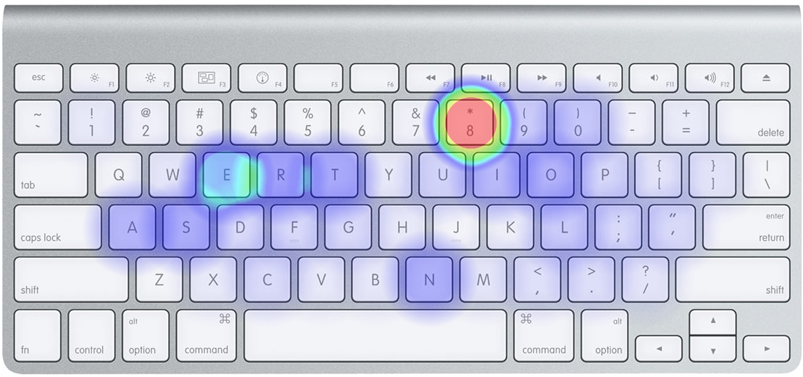 esc F1 F2 F3 F4 F5 F6 F7 F8 F9 F10 F11 F12
~ ! @ # $ % ^ & * ( ) _ +
` 1 2 3 4 5 6 7 8 9 0 - = delete
tab Q W E R T Y U I O P { } |
[ ] \
caps lock A S D F G H J K L : " enter
; ' return
shift Z X C V B N M < > ? shift
, . /
alt ⌘ ⌘ alt
fn control option command command option